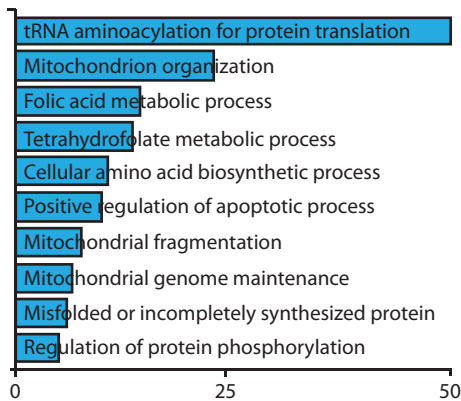 tRNA aminoacylation for protein translation
Mitochondrion organization
Folic acid metabolic process
Tetrahydrofolate metabolic process
Cellular amino acid biosynthetic process
Positive regulation of apoptotic process
Mitochondrial fragmentation
Mitochondrial genome maintenance
Misfolded or incompletely synthesized protein
Regulation of protein phosphorylation
0 25 50